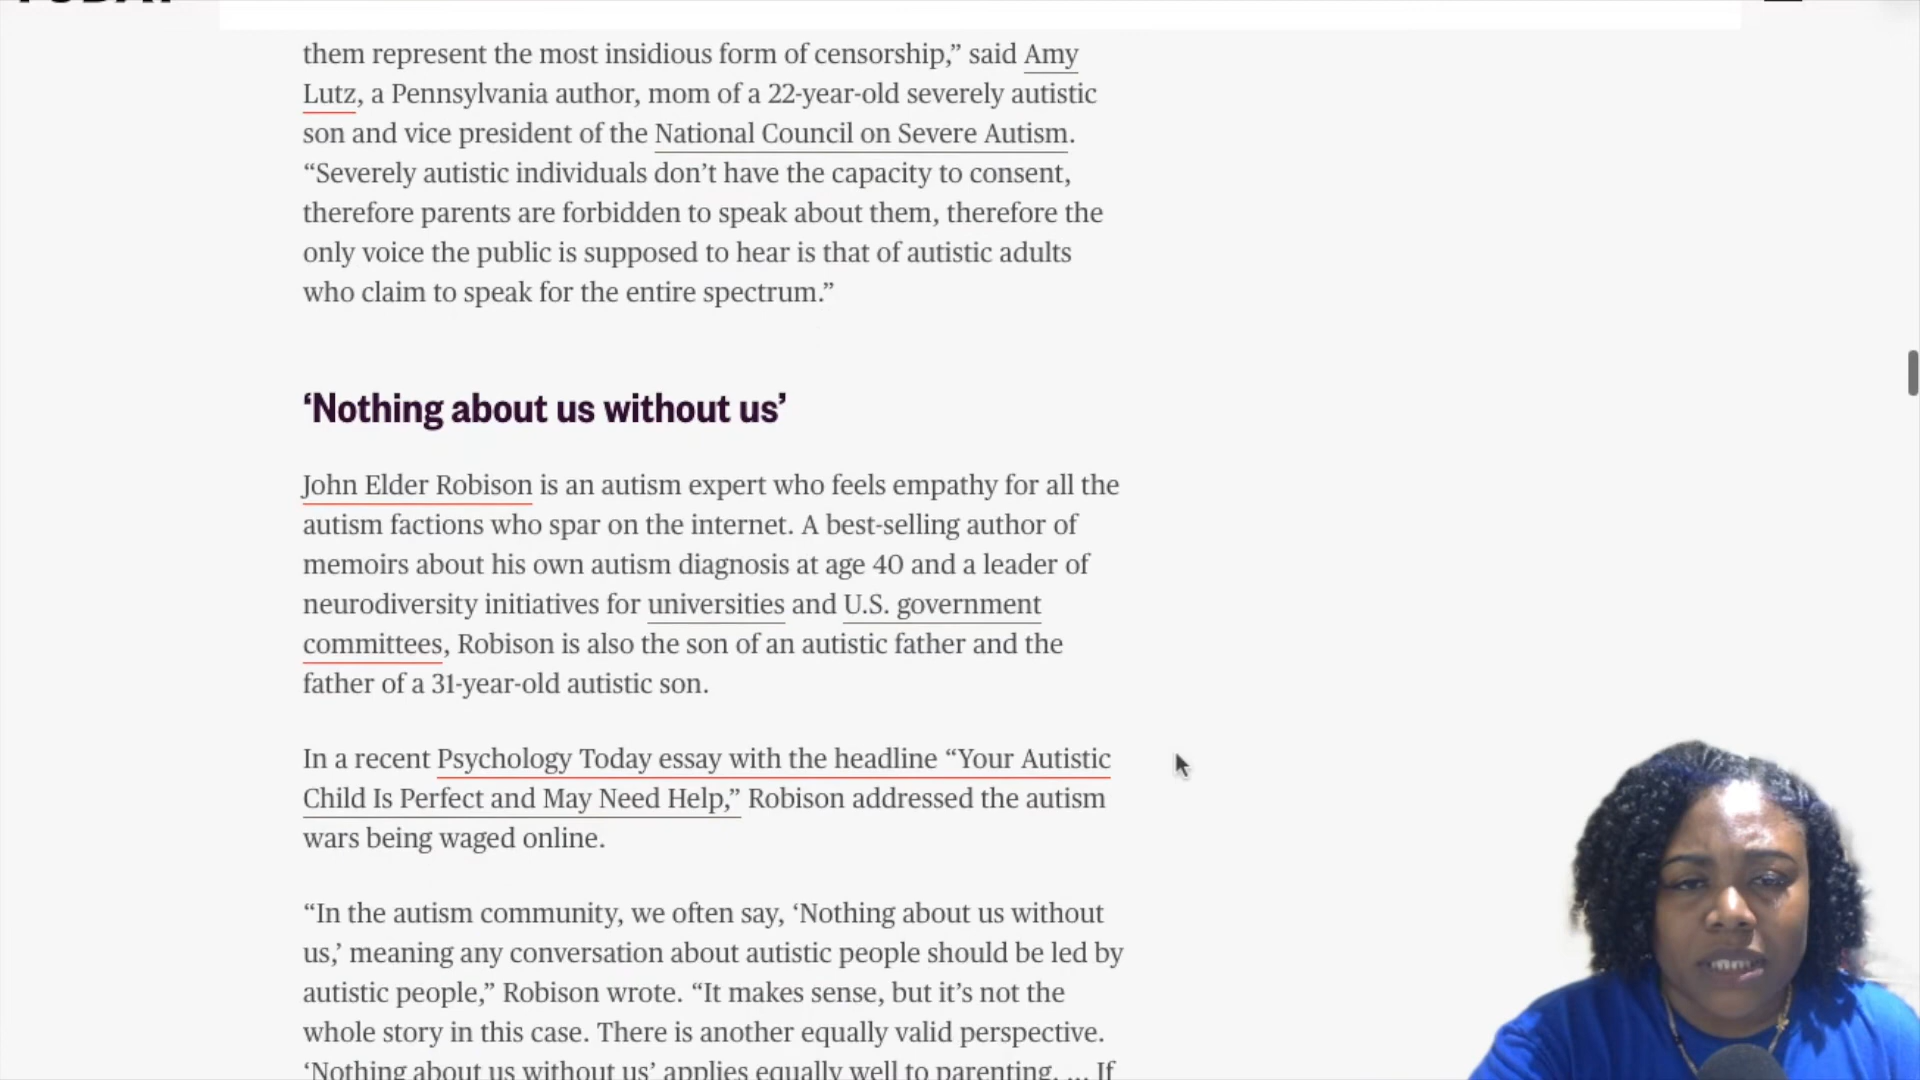 TODAY
them represent the most insidious form of censorship,” said Amy
Lutz, a Pennsylvania author, mom of a 22-year-old severely autistic
son and vice president of the National Council on Severe Autism.
“Severely autistic individuals don’t have the capacity to consent,
therefore parents are forbidden to speak about them, therefore the
only voice the public is supposed to hear is that of autistic adults
who claim to speak for the entire spectrum.”
‘Nothing about us without us’
John Elder Robison is an autism expert who feels empathy for all the
autism factions who spar on the internet. A best-selling author of
memoirs about his own autism diagnosis at age 40 and a leader of
neurodiversity initiatives for universities and U.S. government
committees, Robison is also the son of an autistic father and the
father of a 31-year-old autistic son.
In a recent Psychology Today essay with the headline “Your Autistic
Child Is Perfect and May Need Help,” Robison addressed the autism
wars being waged online.
“In the autism community, we often say, ‘Nothing about us without
us,’ meaning any conversation about autistic people should be led by
autistic people,” Robison wrote. “It makes sense, but it’s not the
whole story in this case. There is another equally valid perspective.
‘Nothing about us without us’ applies equally well to parenting. … If